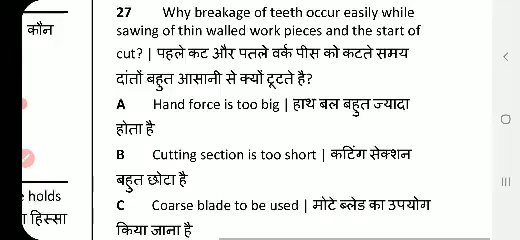 कौन
27 Why breakage of teeth occur easily while
sawing of thin walled work pieces and the start of
cut? | पहले कट और पतले वर्क पीस को काटते समय
दांतों बहुत आसानी से क्यों टूटते है?
A Hand force is too big | हाथ बल बहुत ज्यादा
होता है
B Cutting section is too short | कटिंग सेक्शन
बहुत छोटा है
holds
हिस्सा
C Coarse blade to be used | मोटे ब्लेड का उपयोग
किया जाना है